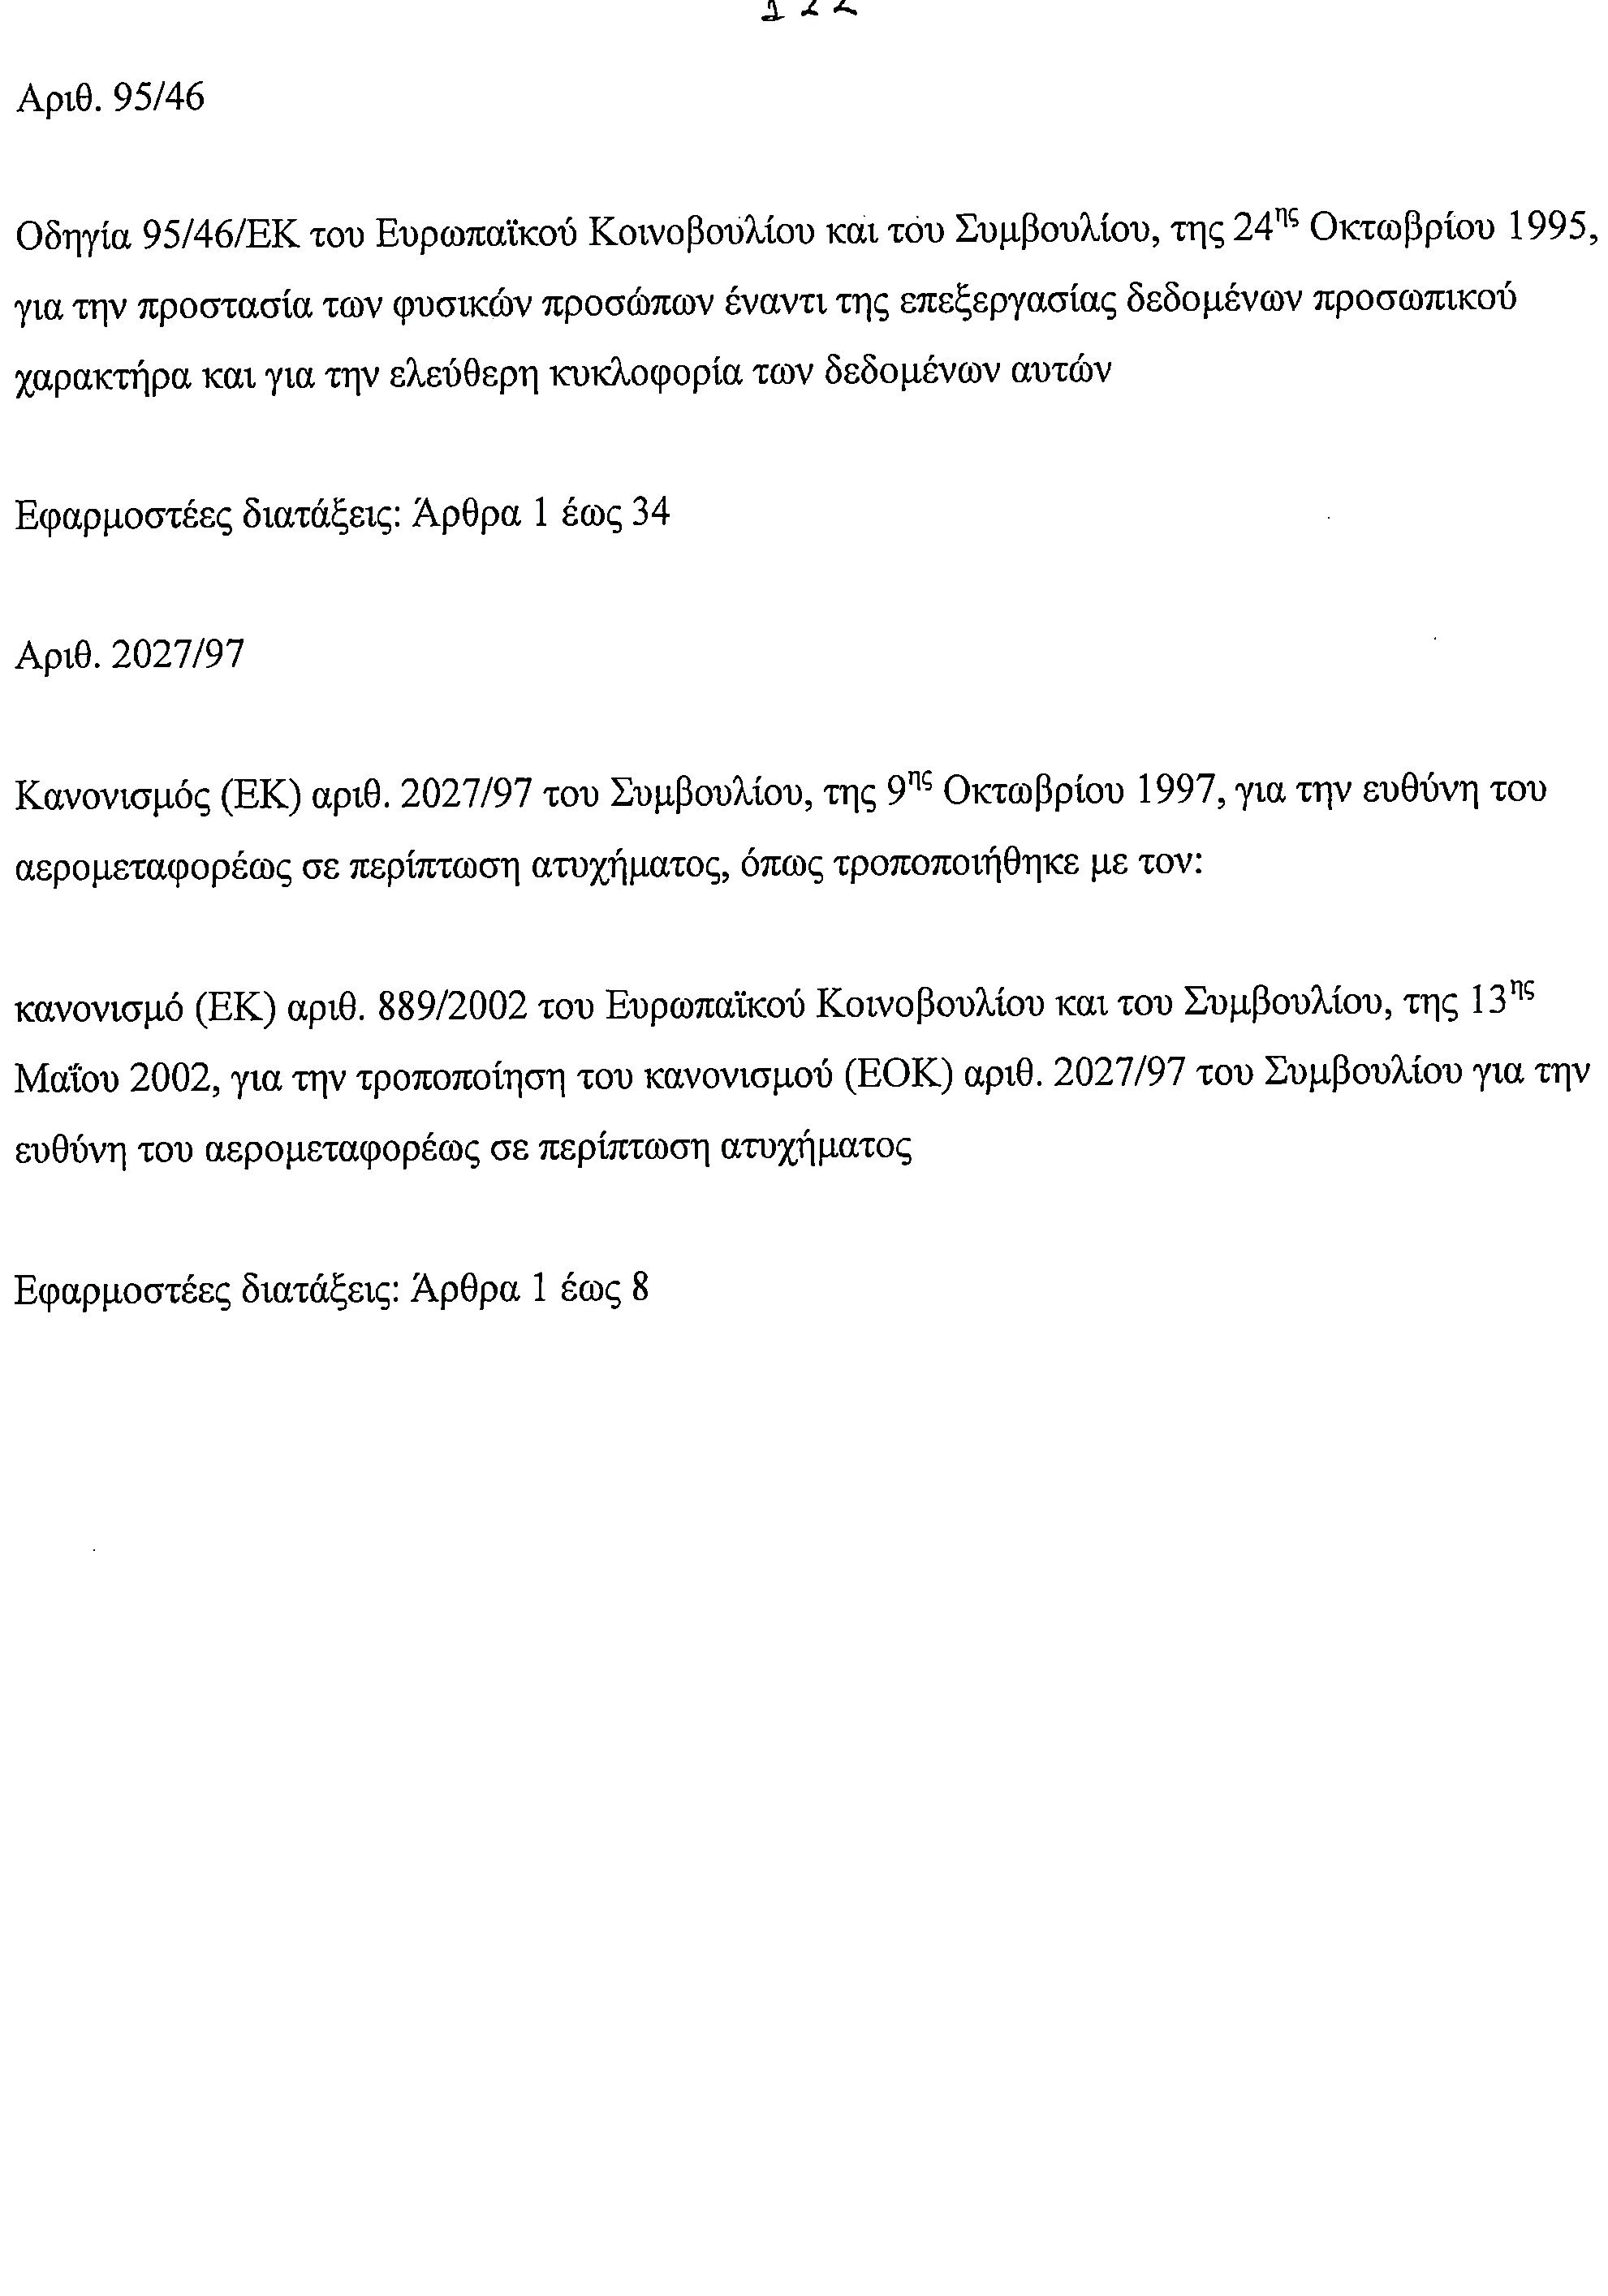 Αριθ. 95/46
Οδηγία 95/46/ΕΚ του Ευρωπαϊκού Κοινοβουλίου και του Συμβουλίου, της 24ης Οκτωβρίου 1995,
για την προστασία των φυσικών προσώπων έναντι της επεξεργασίας δεδομένων προσωπικού
χαρακτήρα και για την ελεύθερη κυκλοφορία των δεδομένων αυτών
Εφαρμοστέες διατάξεις: Άρθρα 1 έως 34
Αριθ. 2027/97
Κανονισμός (ΕΚ) αριθ. 2027/97 του Συμβουλίου, της 9ης Οκτωβρίου 1997, για την ευθύνη του
αερομεταφορέως σε περίπτωση ατυχήματος, όπως τροποποιήθηκε με τον:
κανονισμό (ΕΚ) αριθ. 889/2002 του Ευρωπαϊκού Κοινοβουλίου και του Συμβουλίου, της 13ης
Μαΐου 2002, για την τροποποίηση του κανονισμού (ΕΟΚ) αριθ. 2027/97 του Συμβουλίου για την
ευθύνη του αερομεταφορέως σε περίπτωση ατυχήματος
Εφαρμοστέες διατάξεις: Άρθρα 1 έως 8